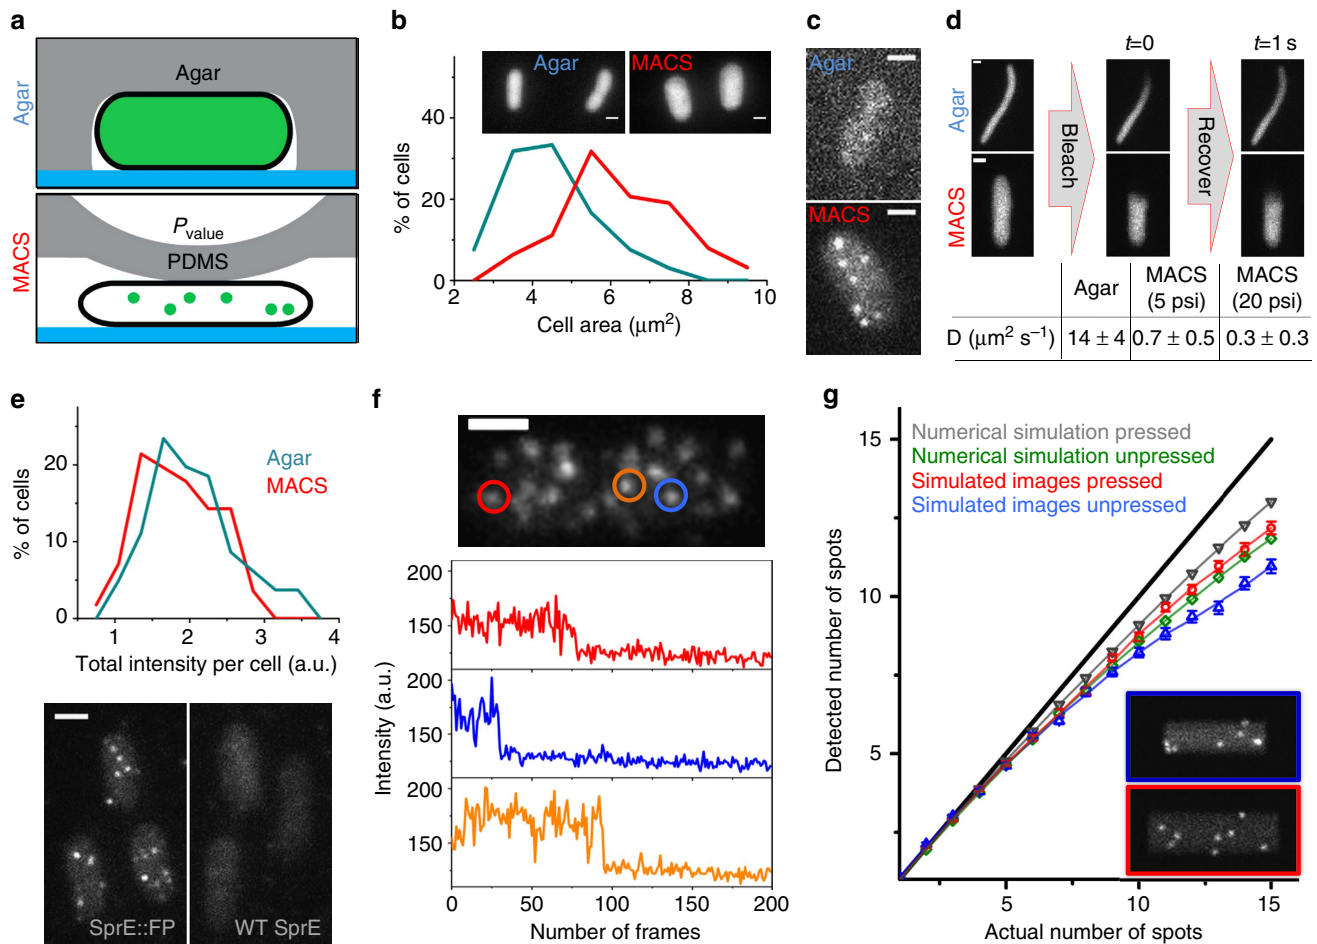 a
Agar
Agar
MACS
Pvalue
PDMS
b
Agar
MACS
% of cells
40
20
0
2
4
6
8
10
Cell area (μm²)
c
Agar
MACS
d
t=0
t=1 s
Agar
Bleach
Recover
MACS
Agar
MACS (5 psi)
MACS (20 psi)
D (μm² s⁻¹)
14 ± 4
0.7 ± 0.5
0.3 ± 0.3
e
% of cells
20
10
0
Agar
MACS
1
2
3
4
Total intensity per cell (a.u.)
SprE::FP
WT SprE
f
Intensity (a.u.)
200
150
200
150
200
150
0
50
100
150
200
Number of frames
g
Numerical simulation pressed
Numerical simulation unpressed
Simulated images pressed
Simulated images unpressed
Detected number of spots
15
10
5
5
10
15
Actual number of spots